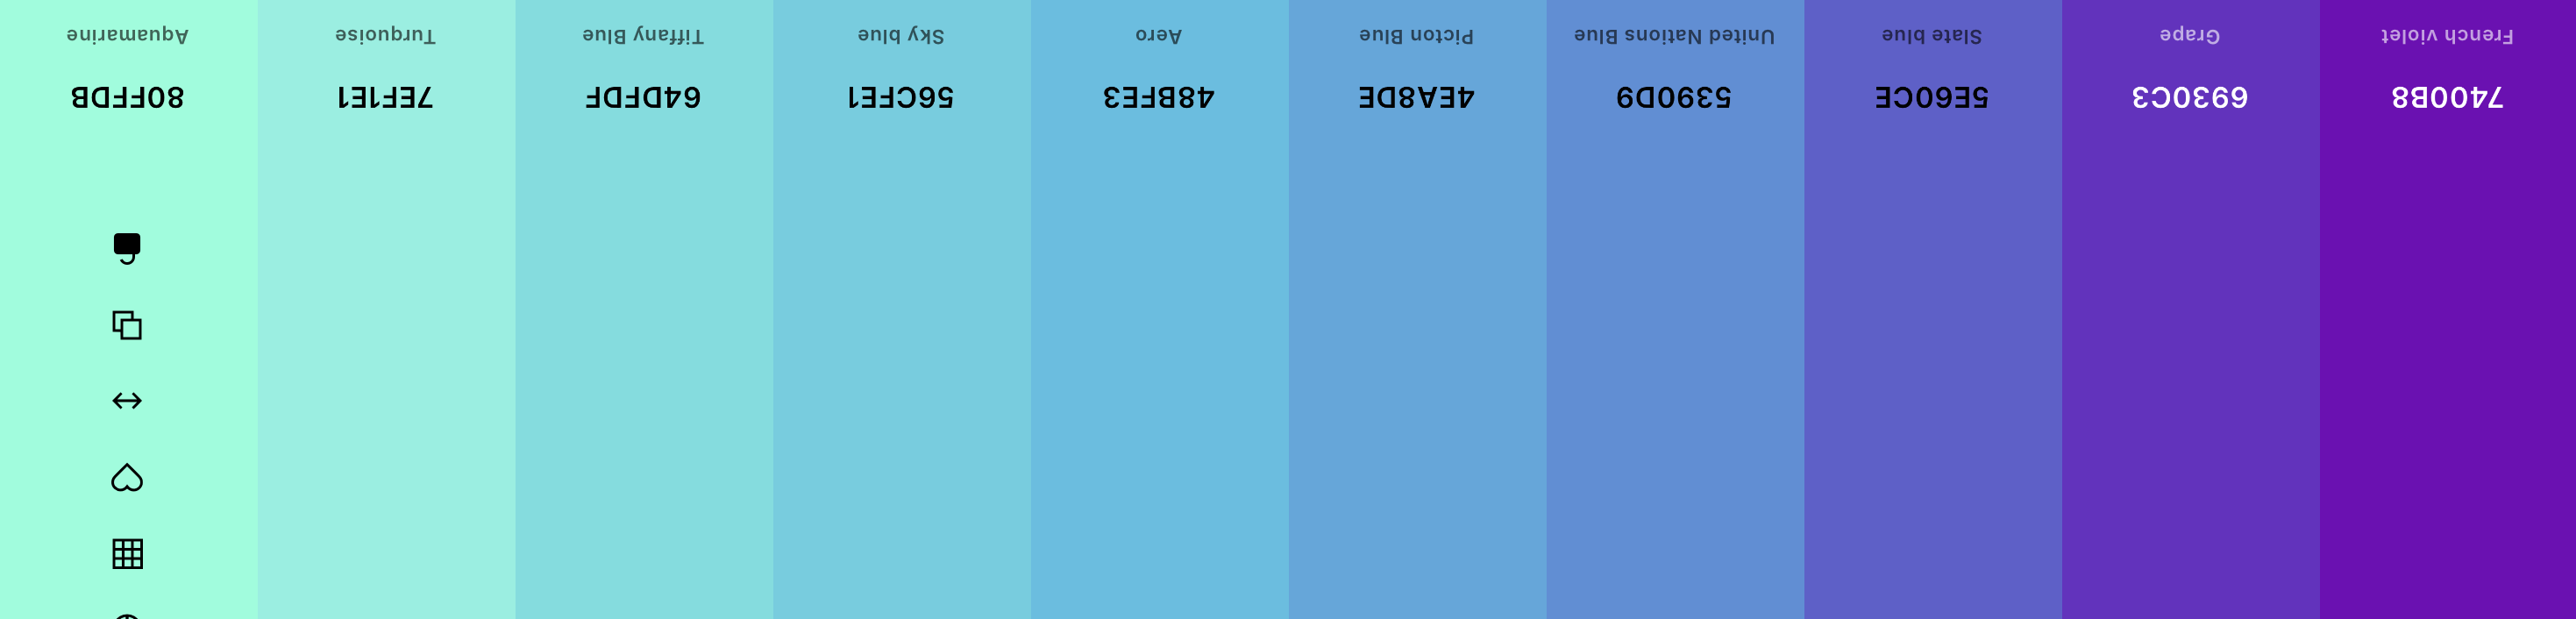 7400B8
French violet
6930C3
Grape
5E60CE
Slate blue
5390D9
United Nations Blue
4EA8DE
Picton Blue
48BFE3
Aero
56CFE1
Sky blue
64DFDF
Tiffany Blue
7EF1E1
Turquoise
80FFDB
Aquamarine